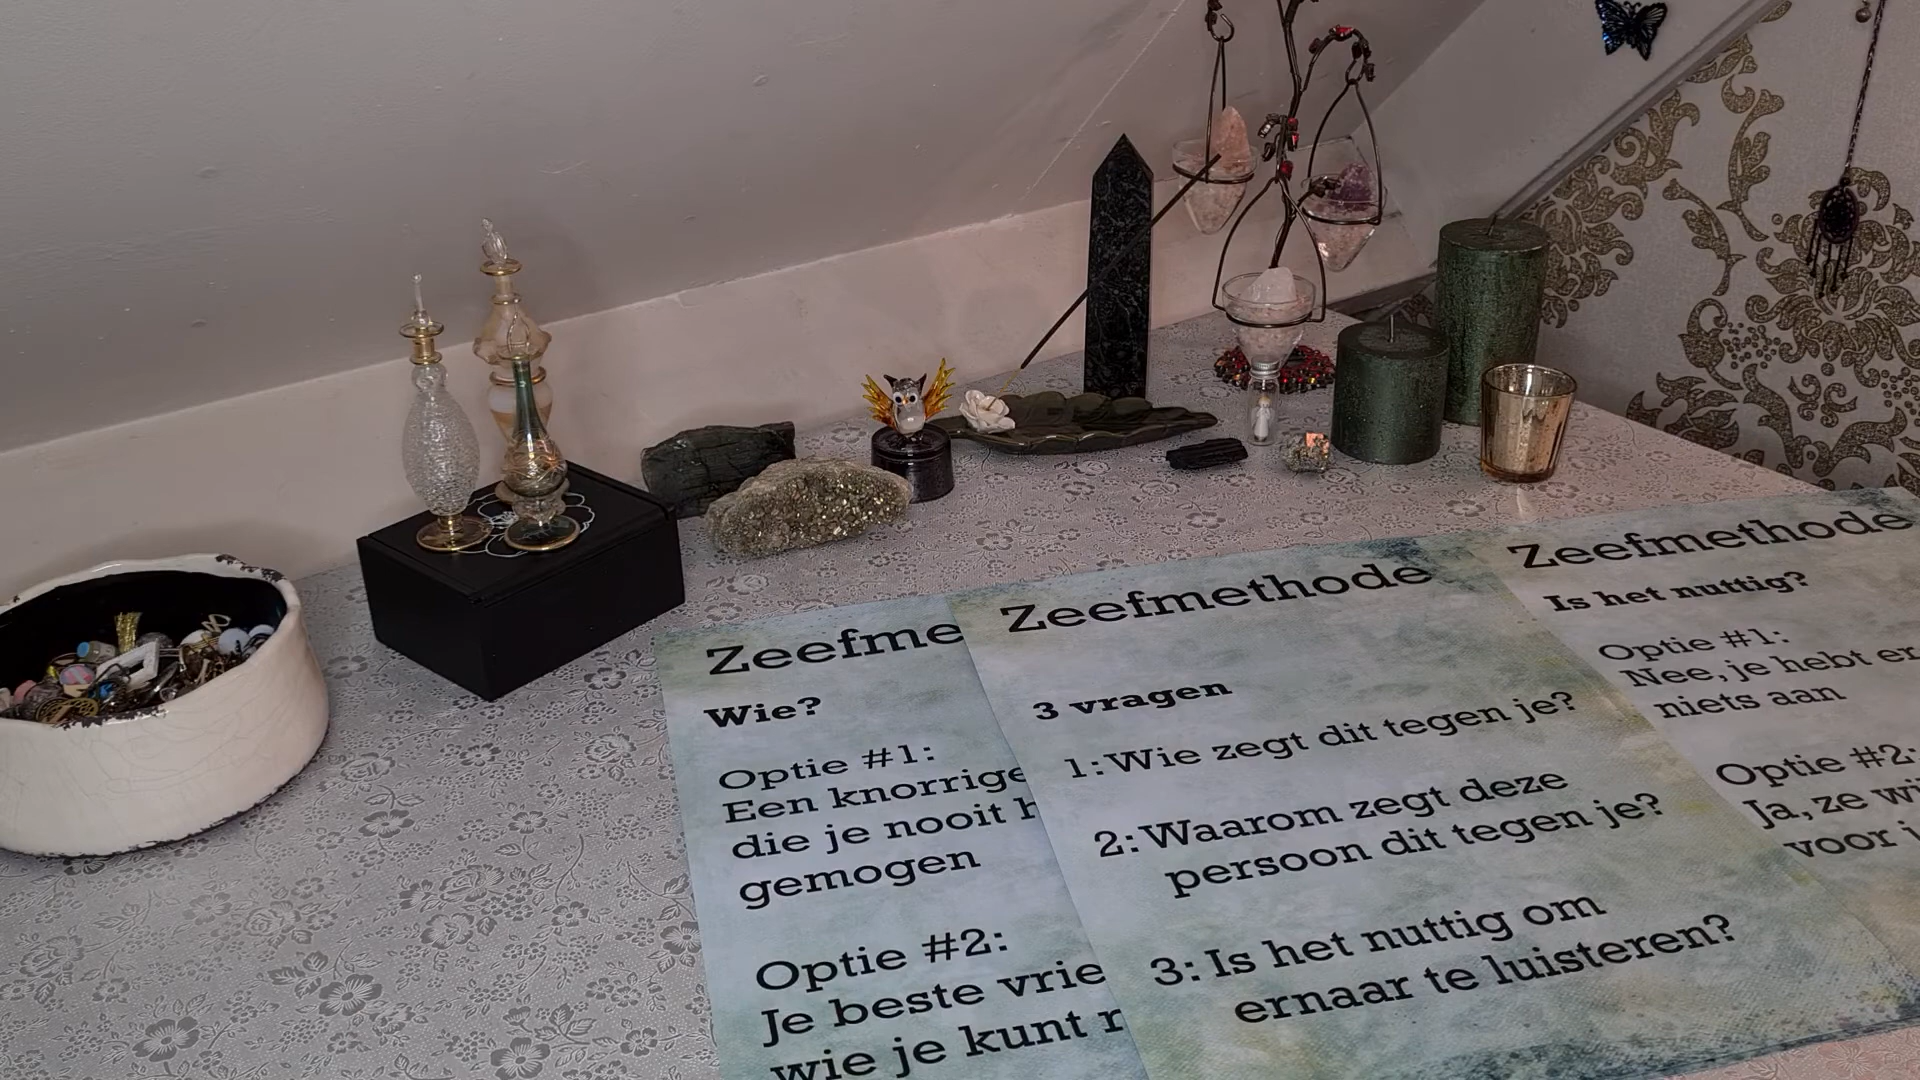 Zeefme
Wie?
Optie #1:
Een knorrige
die je nooit h
gemogen
Optie #2:
Je beste vrie
wie je kunt r
Zeefmethode
3 vragen
1: Wie zegt dit tegen je?
2: Waarom zegt deze
persoon dit tegen je?
3: Is het nuttig om
ernaar te luisteren?
Zeefmethode
Is het nuttig?
Optie #1:
Nee, je hebt er
niets aan
Optie #2:
Ja, ze wi
voor j